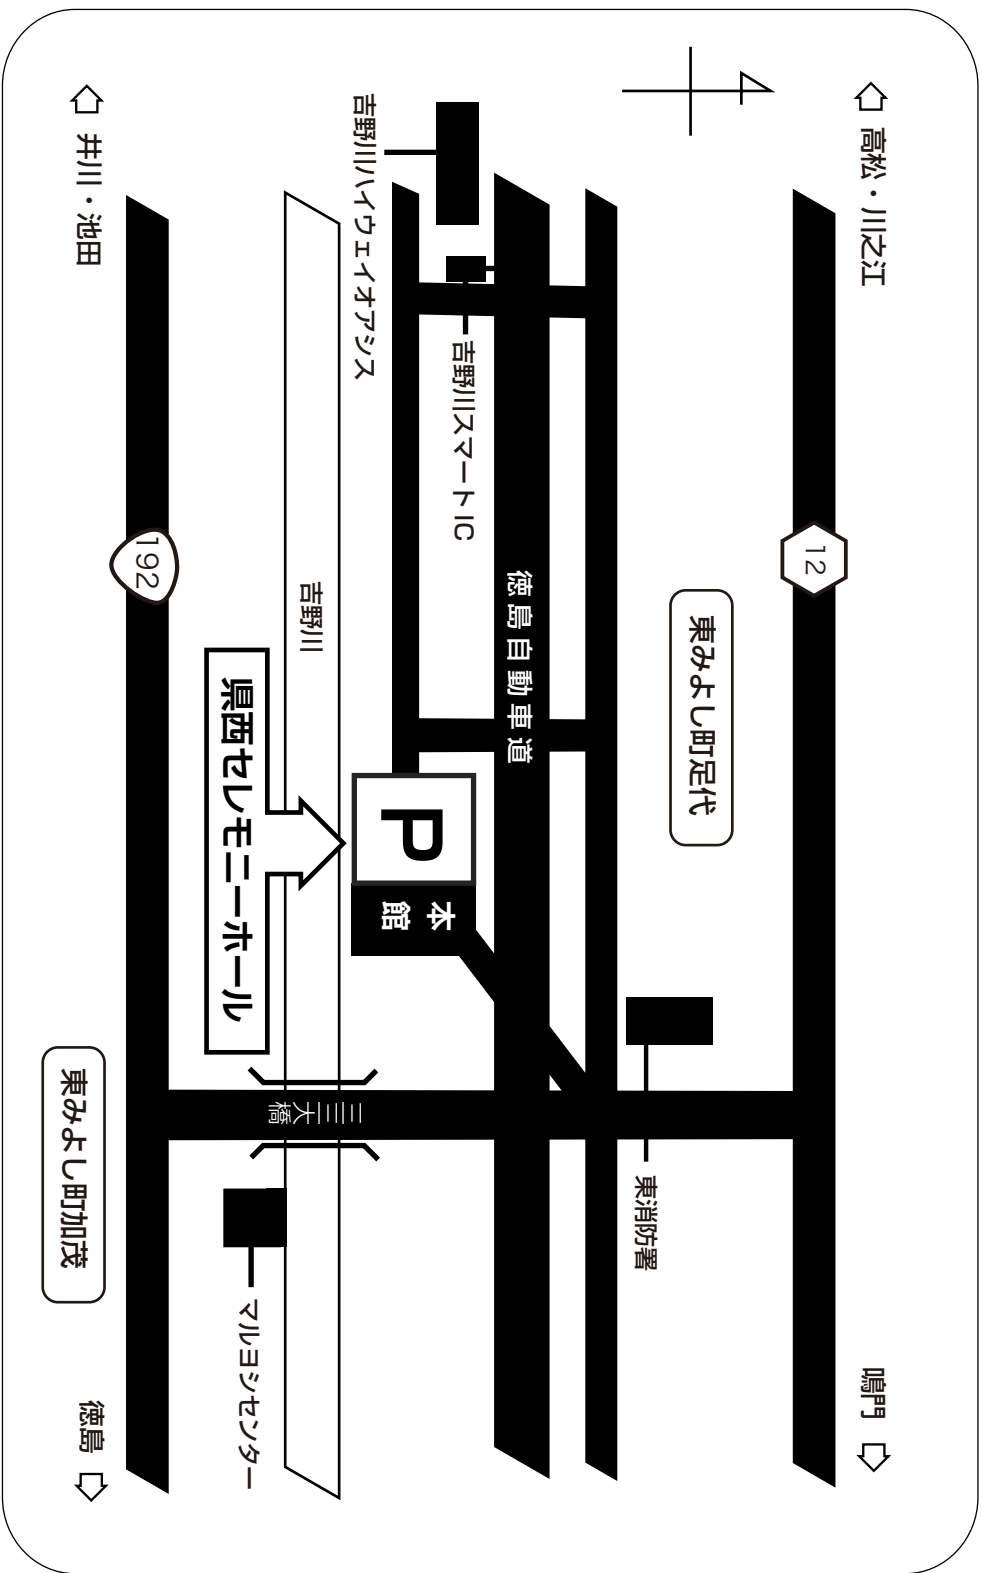 高松・川之江
鳴門
12
東みよし町足代
東消防署
徳島自動車道
吉野川スマートIC
吉野川ハイウェイオアシス
P
本館
吉野川
県西セレモニーホール
三三大橋
マルヨシセンター
192
井川・池田
徳島
東みよし町加茂